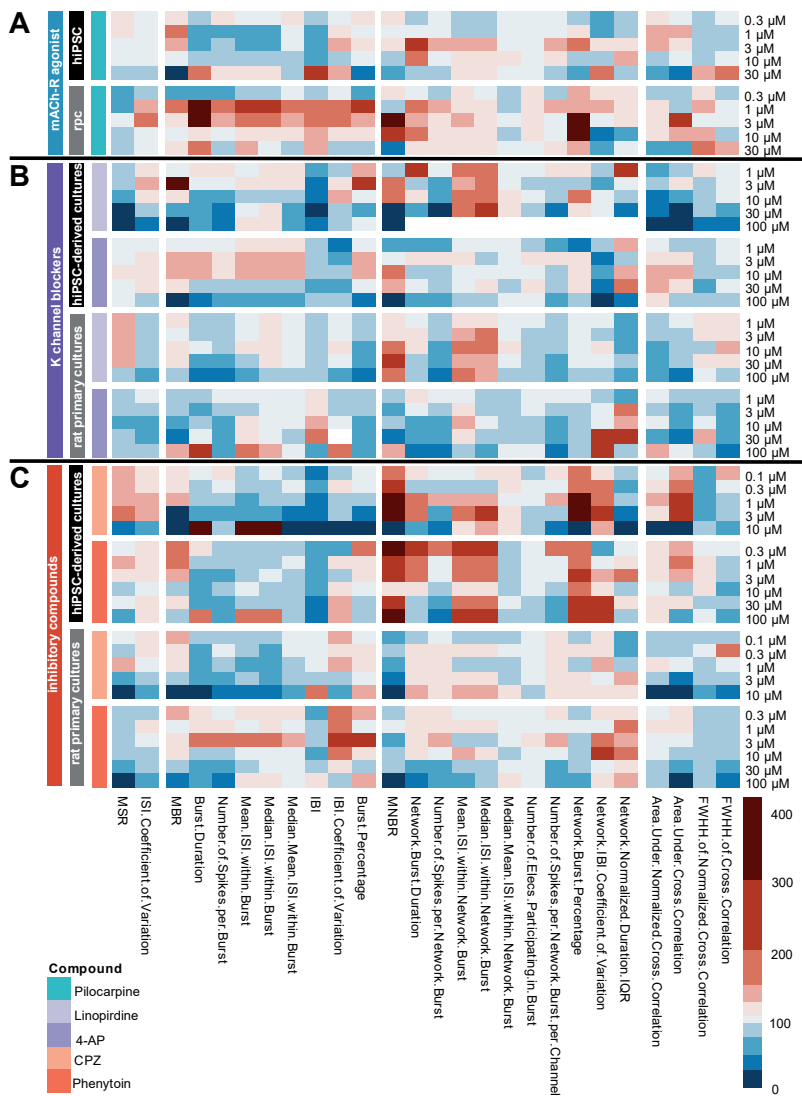 A
mACh-R agonist
hiPSC
0.3 µM
1 µM
3 µM
10 µM
30 µM
rpc
0.3 µM
1 µM
3 µM
10 µM
30 µM
B
K channel blockers
hiPSC-derived cultures
1 µM
3 µM
10 µM
30 µM
100 µM
1 µM
3 µM
10 µM
30 µM
100 µM
rat primary cultures
1 µM
3 µM
10 µM
30 µM
100 µM
1 µM
3 µM
10 µM
30 µM
100 µM
C
inhibitory compounds
hiPSC-derived cultures
0.1 µM
0.3 µM
1 µM
3 µM
10 µM
0.3 µM
1 µM
3 µM
10 µM
30 µM
100 µM
rat primary cultures
0.1 µM
0.3 µM
1 µM
3 µM
10 µM
0.3 µM
1 µM
3 µM
10 µM
30 µM
100 µM
MSR
ISI.Coefficient.of.Variation
MBR
Burst.Duration
Number.of.Spikes.per.Burst
Mean.ISI.within.Burst
Median.ISI.within.Burst
Median.Mean.ISI.within.Burst
IBI
IBI.Coefficient.of.Variation
Burst.Percentage
MNBR
Network.Burst.Duration
Number.of.Spikes.per.Network.Burst
Mean.ISI.within.Network.Burst
Median.ISI.within.Network.Burst
Median.Mean.ISI.within.Network.Burst
Number.of.Elecs.Participating.in.Burst
Number.of.Spikes.per.Network.Burst.per.Channel
Network.Burst.Percentage
Network.IBI.Coefficient.of.Variation
Network.Normalized.Duration.IQR
Area.Under.Normalized.Cross.Correlation
Area.Under.Cross.Correlation
FWHH.of.Normalized.Cross.Correlation
FWHH.of.Cross.Correlation
400
300
200
100
0
Compound
Pilocarpine
Linopirdine
4-AP
CPZ
Phenytoin